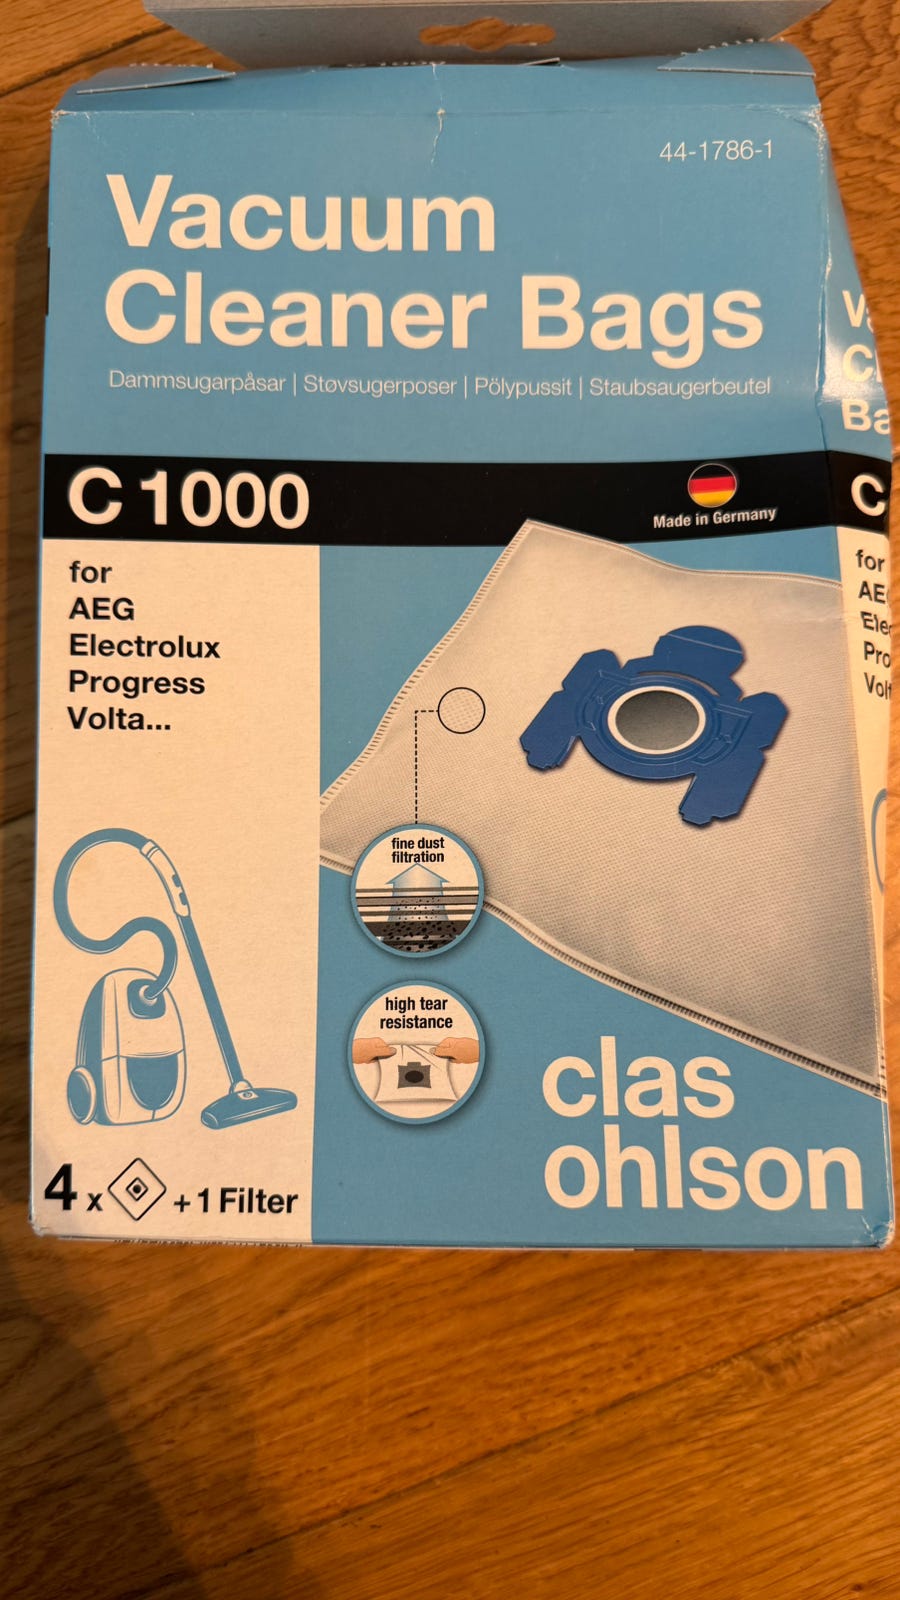 44-1786-1
Vacuum
Cleaner Bags
Dammsugarpåsar | Støvsugerposer | Pölypussit | Staubsaugerbeutel
C 1000
Made in Germany
for
AEG
Electrolux
Progress
Volta...
fine dust
filtration
high tear
resistance
4 x + 1 Filter
clas
ohlson
C
for